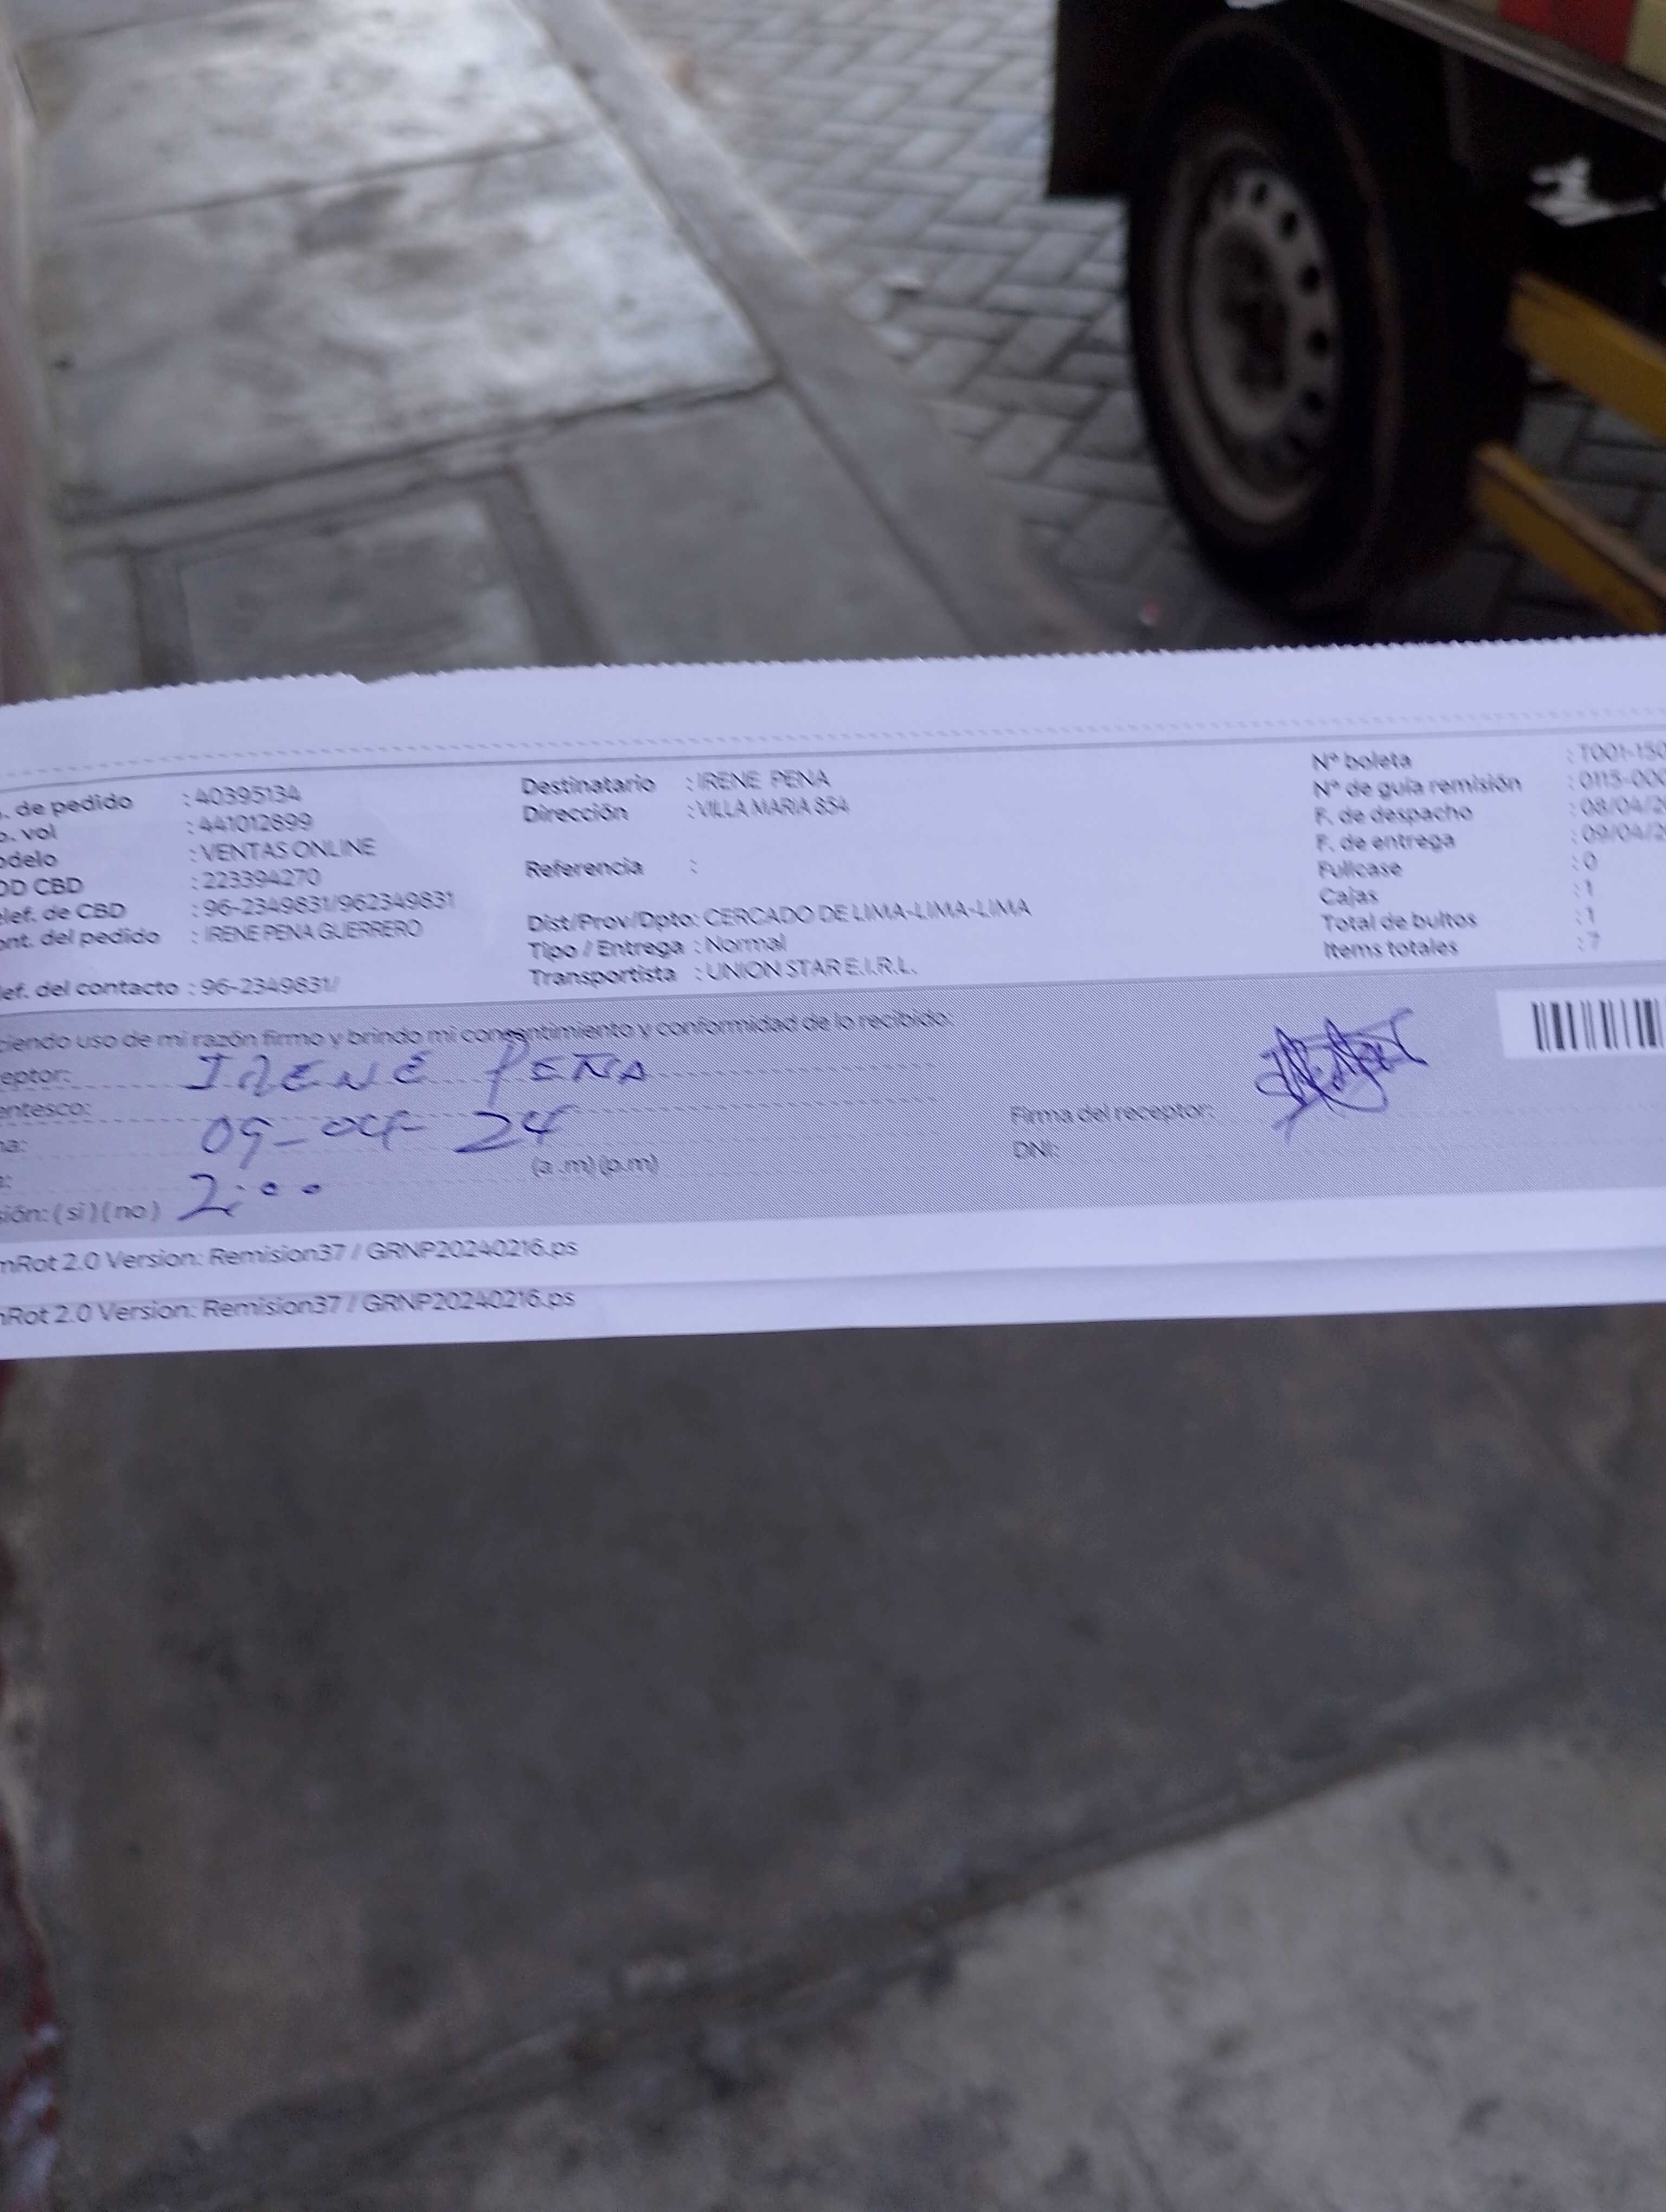 . de pedido : 40395134
o. vol : 441012899
odelo : VENTAS ONLINE
OD CBD : 223394270
elef. de CBD : 96-2349831/962349831
ont. del pedido : IRENE PENA GUERRERO
lef. del contacto : 96-2349831/
Destinatario : IRENE PENA
Dirección : VILLA MARIA 854
Referencia :
Dist/Prov/Dpto: CERCADO DE LIMA-LIMA-LIMA
Tipo / Entrega : Normal
Transportista : UNION STAR E.I.R.L.
Nº boleta : T001-150
Nº de guía remisión : 0115-000
F. de despacho : 08/04/20
F. de entrega : 09/04/2
Fullcase : 0
Cajas : 1
Total de bultos : 1
Items totales : 7
ciendo uso de mi razón firmo y brindo mi consentimiento y conformidad de lo recibido:
eptor: IRENE PEÑA
entesco:
na: 09-04-24
: (a .m) (p.m)
sión: ( si ) ( no ) 2:00
Firma del receptor:
DNI:
mRot 2.0 Version: Remision37 / GRNP20240216.ps
nRot 2.0 Version: Remision37 / GRNP20240216.ps